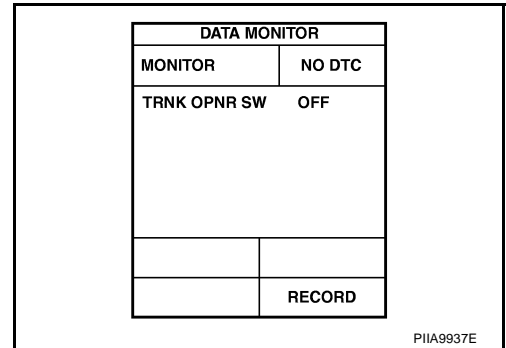 DATA MONITOR
MONITOR NO DTC
TRNK OPNR SW OFF
RECORD
PIIA9937E